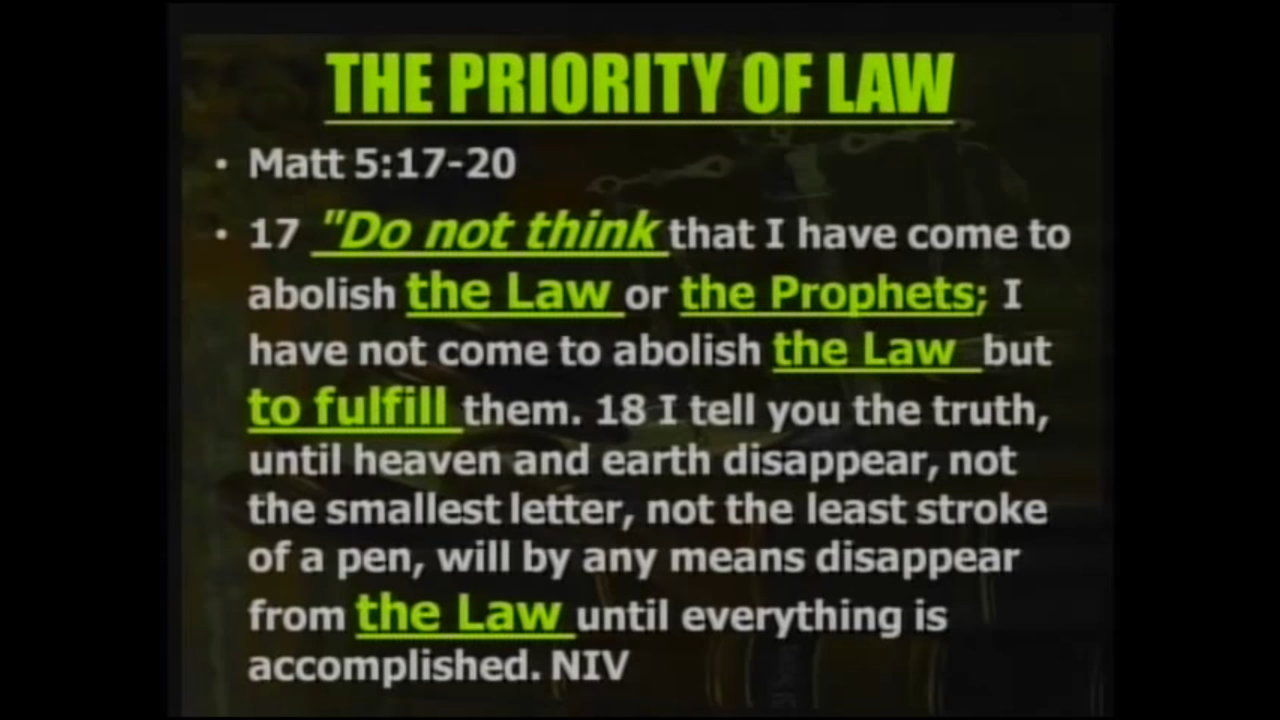 THE PRIORITY OF LAW
• Matt 5:17-20
• 17 "Do not think that I have come to
abolish the Law or the Prophets; I
have not come to abolish the Law but
to fulfill them. 18 I tell you the truth,
until heaven and earth disappear, not
the smallest letter, not the least stroke
of a pen, will by any means disappear
from the Law until everything is
accomplished. NIV